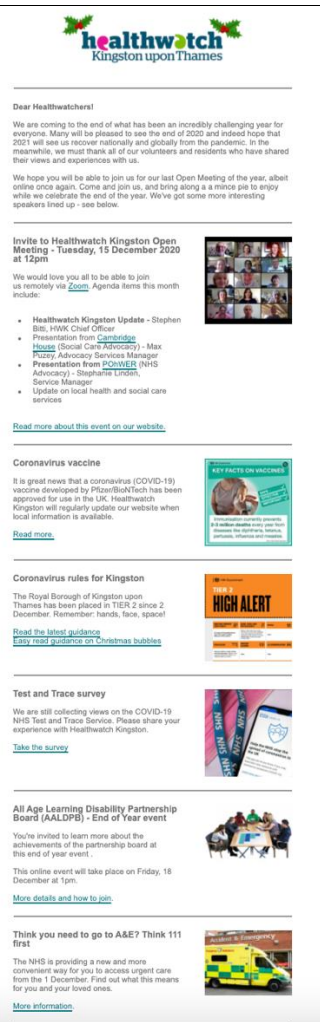 healthwatch
Kingston upon Thames
Dear Healthwatchers!
We are coming to the end of what has been an incredibly challenging year for
everyone. Many will be pleased to see the end of 2020 and indeed hope that
2021 will see us recover nationally and globally from the pandemic. In the
meanwhile, we must thank all of our volunteers and residents who have shared
their views and experiences with us.
We hope you will be able to join us for our last Open Meeting of the year, albeit
online once again. Come and join us, and bring along a a mince pie to enjoy
while we celebrate the end of the year. We've got some more interesting
speakers lined up - see below.
Invite to Healthwatch Kingston Open
Meeting - Tuesday, 15 December 2020
at 12pm
We would love you all to be able to join
us remotely via Zoom. Agenda items this month
include:
Healthwatch Kingston Update - Stephen
Bitti, HWK Chief Officer
Presentation from Cambridge
House (Social Care Advocacy) - Max
Puzey, Advocacy Services Manager
Presentation from POhWER (NHS
Advocacy) - Stephanie Linden,
Service Manager
Update on local health and social care
services
Read more about this event on our website.
Coronavirus vaccine
It is great news that a coronavirus (COVID-19)
vaccine developed by Pfizer/BioNTech has been
approved for use in the UK. Healthwatch
Kingston will regularly update our website when
local information is available.
Read more.
KEY FACTS ON VACCINES
Immunisation currently prevents
2-3 million deaths every year from
diseases like diphtheria, tetanus,
pertussis, influenza and measles
Coronavirus rules for Kingston
The Royal Borough of Kingston upon
Thames has been placed in TIER 2 since 2
December. Remember: hands, face, space!
Read the latest guidance
Easy read guidance on Christmas bubbles
TIER 2
HIGH ALERT
Test and Trace survey
We are still collecting views on the COVID-19
NHS Test and Trace Service. Please share your
experience with Healthwatch Kingston.
Take the survey
NHS
All Age Learning Disability Partnership
Board (AALDPB) - End of Year event
You're invited to learn more about the
achievements of the partnership board at
this end of year event .
This online event will take place on Friday, 18
December at 1pm.
More details and how to join.
Think you need to go to A&E? Think 111
first
The NHS is providing a new and more
convenient way for you to access urgent care
from the 1 December. Find out what this means
for you and your loved ones.
More information.
Accident & Emergency